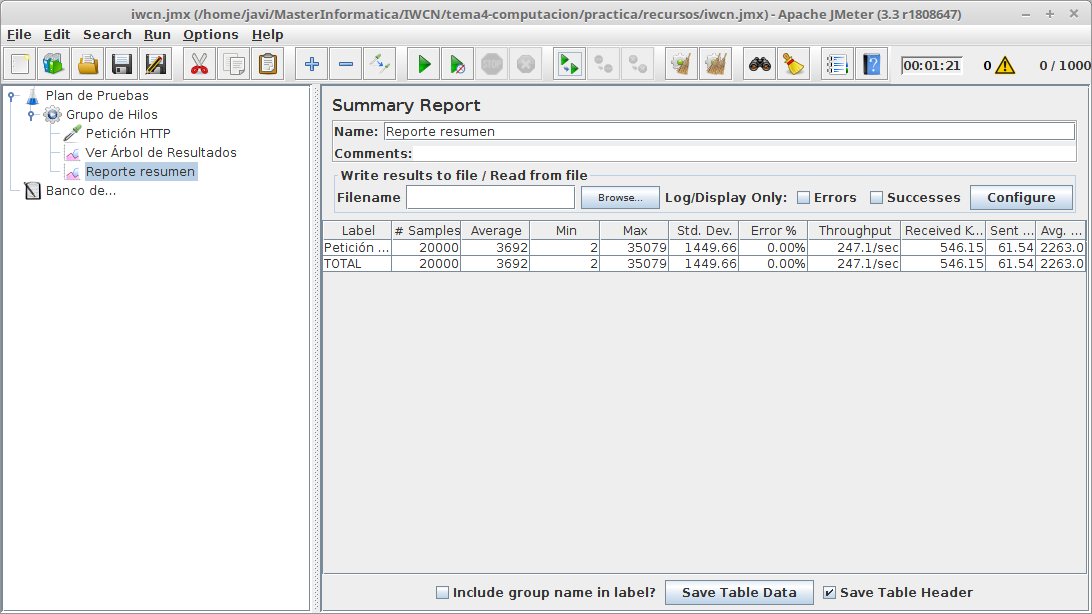 iwcn.jmx (/home/javi/MasterInformatica/IWCN/tema4-computacion/practica/recursos/iwcn.jmx) - Apache JMeter (3.3 r1808647)
File Edit Search Run Options Help
00:01:21 0 0 / 1000
Plan de Pruebas
Grupo de Hilos
Petición HTTP
Ver Árbol de Resultados
Reporte resumen
Banco de...
Summary Report
Name: Reporte resumen
Comments:
Write results to file / Read from file
Filename Browse... Log/Display Only: Errors Successes Configure
Label # Samples Average Min Max Std. Dev. Error % Throughput Received K... Sent ... Avg. ...
Petición ... 20000 3692 2 35079 1449.66 0.00% 247.1/sec 546.15 61.54 2263.0
TOTAL 20000 3692 2 35079 1449.66 0.00% 247.1/sec 546.15 61.54 2263.0
Include group name in label? Save Table Data Save Table Header